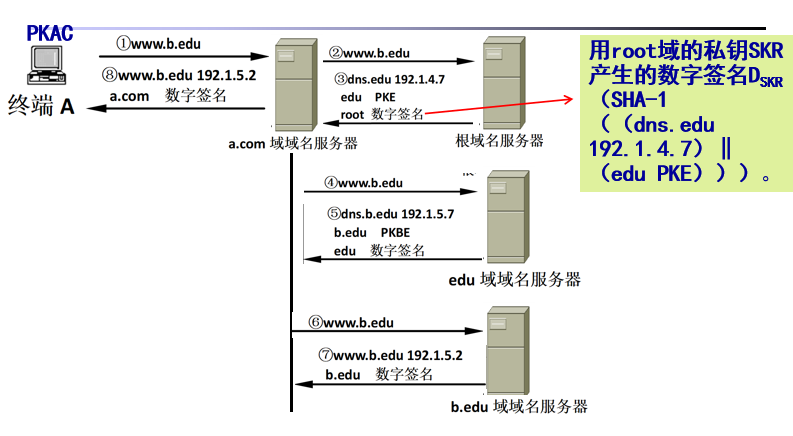 PKAC
①www.b.edu
⑧www.b.edu 192.1.5.2
a.com 数字签名
终端 A
a.com 域域名服务器
②www.b.edu
③dns.edu 192.1.4.7
edu PKE
root 数字签名
根域名服务器
用root域的私钥SKR
产生的数字签名DSKR
（SHA-1
（（dns.edu
192.1.4.7）‖
（edu PKE）））。
④www.b.edu
⑤dns.b.edu 192.1.5.7
b.edu PKBE
edu 数字签名
edu 域域名服务器
⑥www.b.edu
⑦www.b.edu 192.1.5.2
b.edu 数字签名
b.edu 域域名服务器